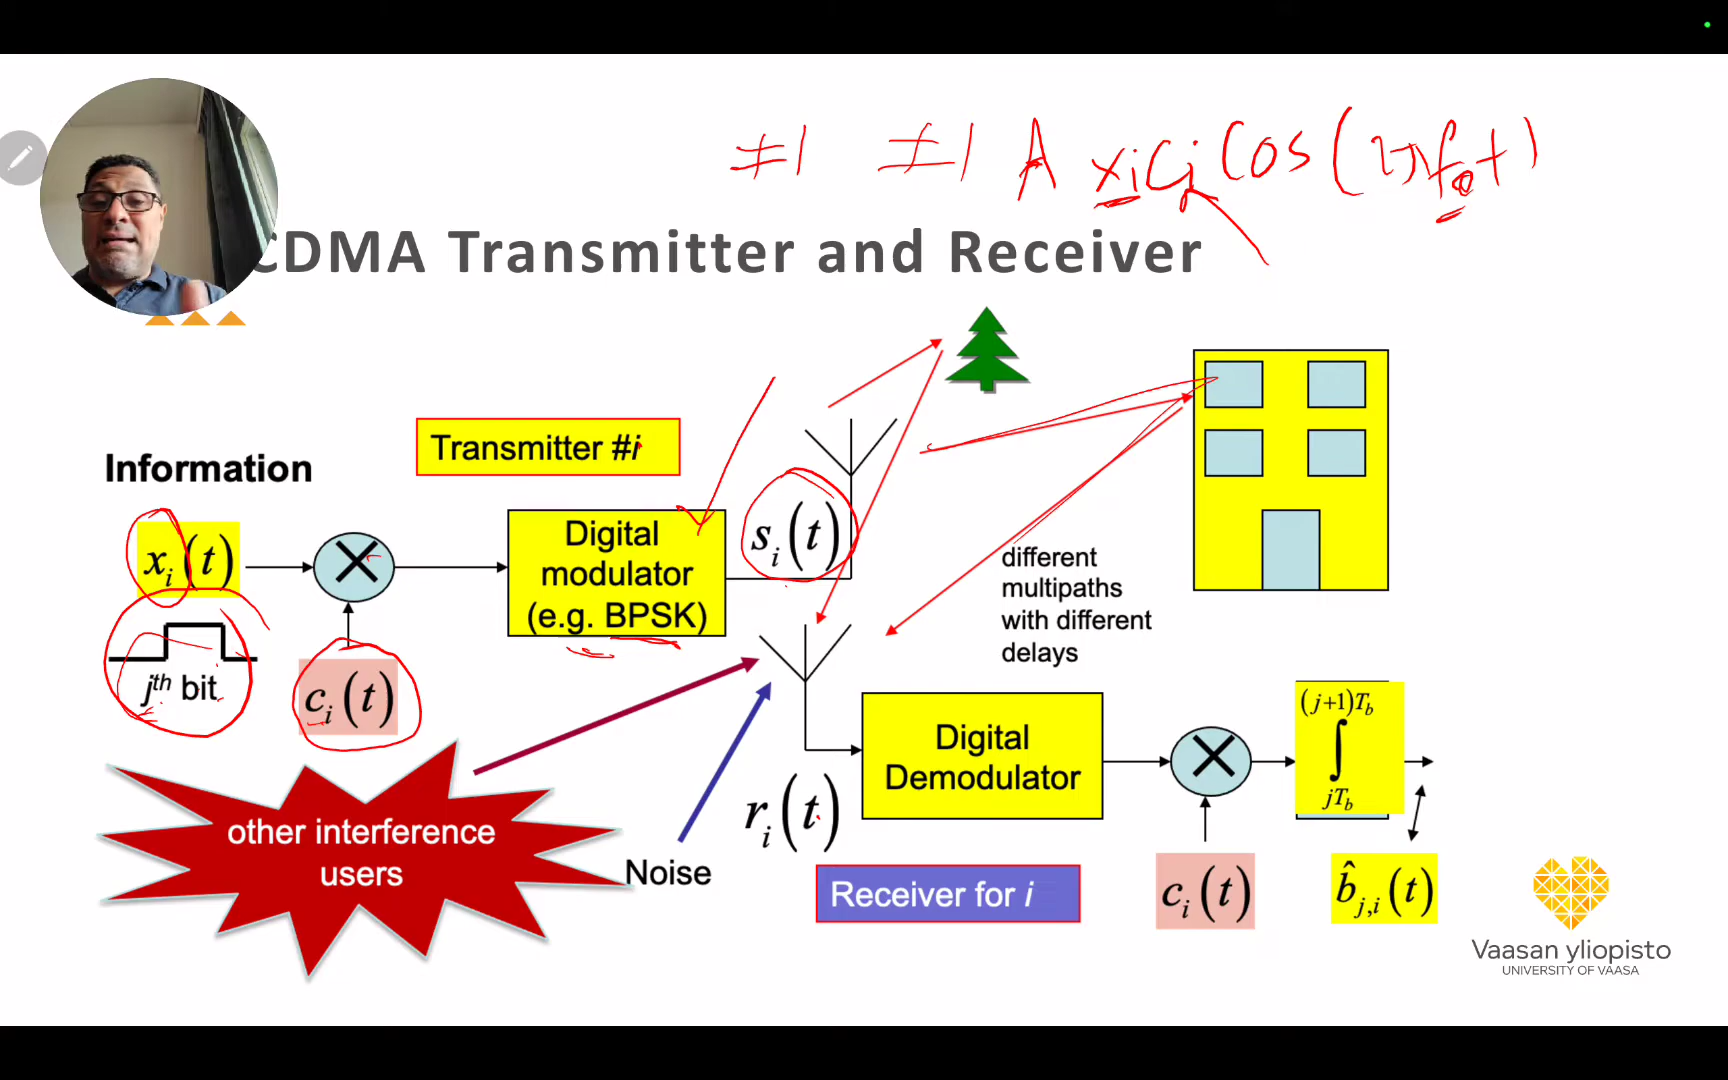 ≠1 ≠1 A xᵢcⱼ cos(2πf₀t)
CDMA Transmitter and Receiver
Transmitter #i
Information
xᵢ(t)
jᵗʰ bit
cᵢ(t)
Digital
modulator
(e.g. BPSK)
sᵢ(t)
different
multipaths
with different
delays
other interference
users
Noise
rᵢ(t)
Digital
Demodulator
Receiver for i
cᵢ(t)
(j+1)T_b
∫
jT_b
b̂ⱼ,ᵢ(t)
Vaasan yliopisto
UNIVERSITY OF VAASA